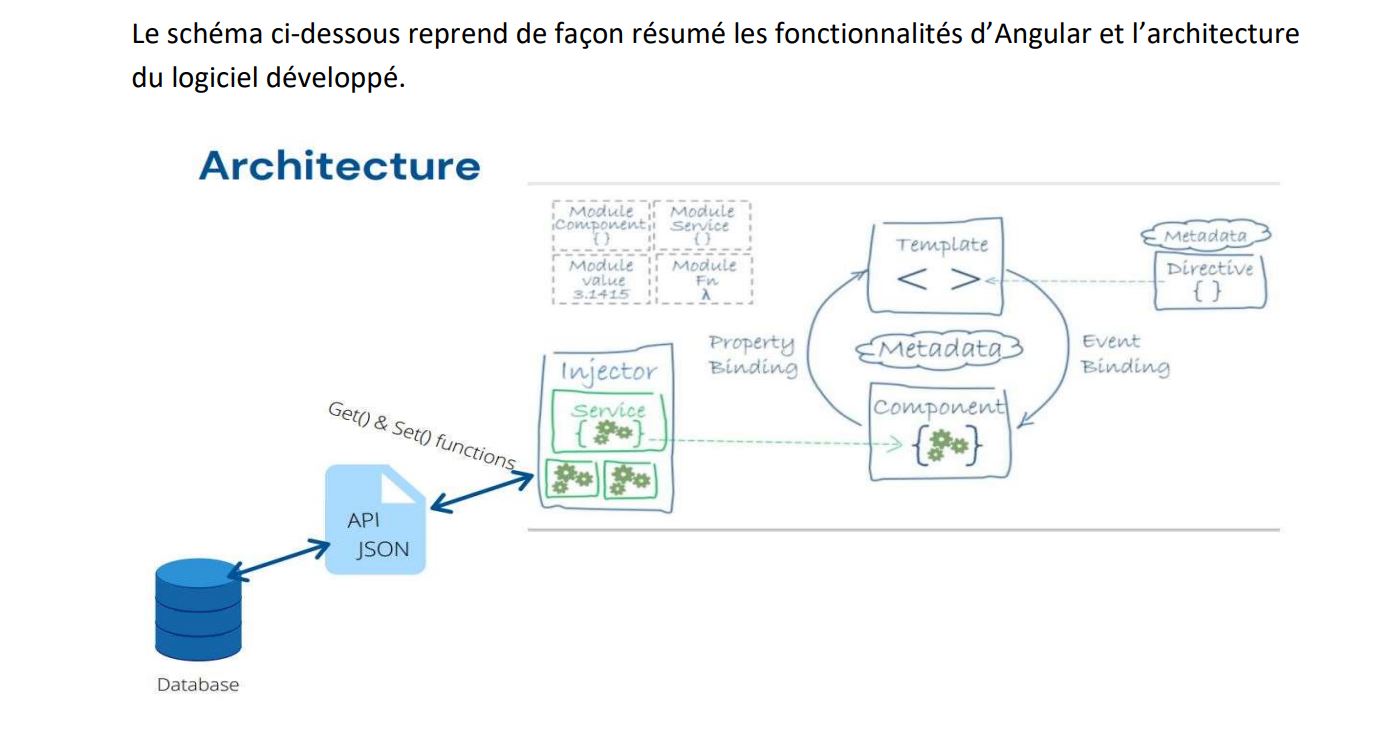 Le schéma ci-dessous reprend de façon résumé les fonctionnalités d’Angular et l’architecture
du logiciel développé.
Architecture
Module
Component
{}
Module
Service
{}
Module
value
3.1415
Module
Fn
λ
Template
< >
Metadata
Directive
{ }
Property
Binding
Metadata
Event
Binding
Injector
Service
{ }
Component
{ }
Get() & Set() functions
API
JSON
Database